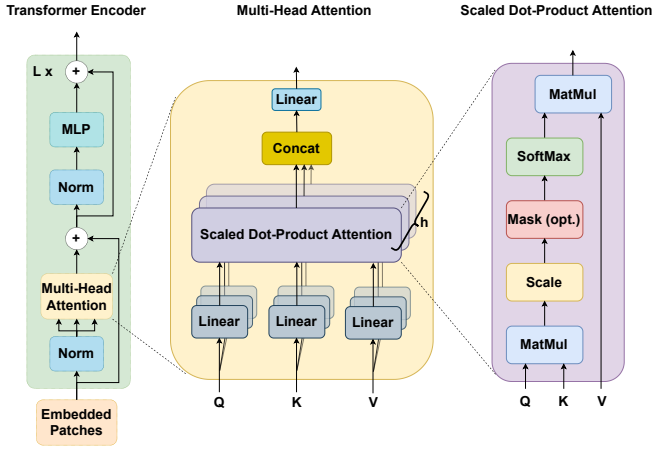 Transformer Encoder
L x
+
MLP
Norm
+
Multi-Head
Attention
Norm
Embedded
Patches
Multi-Head Attention
Linear
Concat
Scaled Dot-Product Attention
h
Linear
Linear
Linear
Q
K
V
Scaled Dot-Product Attention
MatMul
SoftMax
Mask (opt.)
Scale
MatMul
Q
K
V